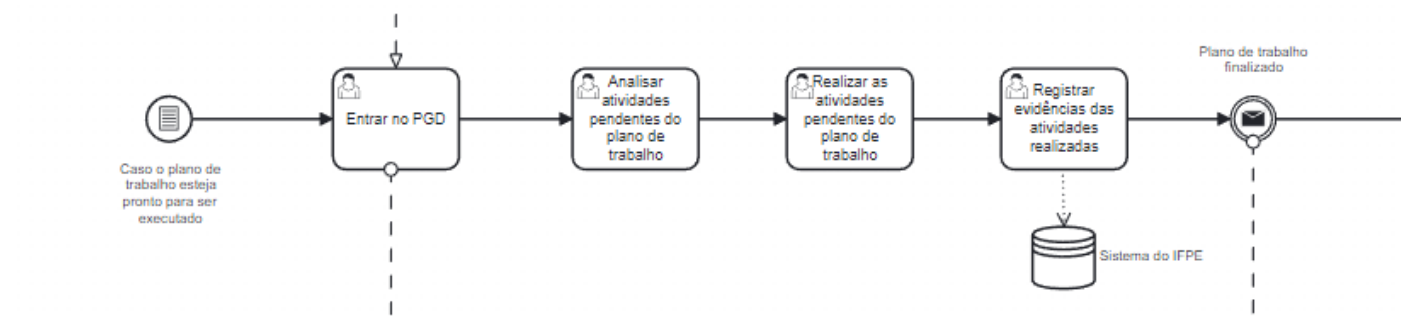 Caso o plano de
trabalho esteja
pronto para ser
executado
Entrar no PGD
Analisar
atividades
pendentes do
plano de
trabalho
Realizar as
atividades
pendentes do
plano de
trabalho
Registrar
evidências das
atividades
realizadas
Sistema do IFPE
Plano de trabalho
finalizado